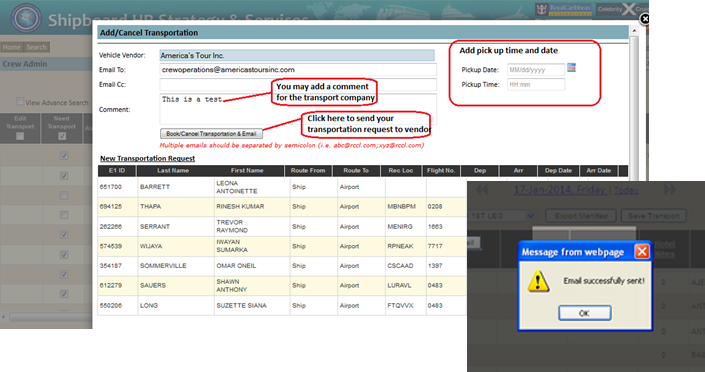 Shipboard HR Strategy & Services
RoyalCaribbean
INTERNATIONAL
Celebrity X Cruises
Home Search
Crew Admin
View Advance Search
Edit Transport
Need Transport
Add/Cancel Transportation
Vehicle Vendor: America's Tour Inc.
Email To: crewoperations@americastoursinc.com
Email Cc:
Comment: This is a test.
You may add a comment
for the transport company
Book/Cancel Transportation & Email
Click here to send your
transportation request to vendor
Multiple emails should be separated by semicolon (i.e. abc@rccl.com;xyz@rccl.com)
Add pick up time and date
Pickup Date: MM/dd/yyyy
Pickup Time: HH:mm
New Transportation Request
E1 ID Last Name First Name Route From Route To Rec Loc Flight No. Dep Arr Dep Date Arr Date
651700 BARRETT LEONA ANTOINETTE Ship Airport
694125 THAPA RINESH KUMAR Ship Airport MBNBPM 0208
262266 SERRANT TREVOR RAYMOND Ship Airport MENIRG 1663
574539 WIJAYA IWAYAN SUMARKA Ship Airport RPNEAK 7717
354187 SOMMERVILLE OMAR ONEIL Ship Airport CSCAAD 1397
612279 SAUERS SHAWN ANTHONY Ship Airport LURAVL 0483
550206 LONG SUZETTE SIANA Ship Airport FTQVVX 0483
17-Jan-2014, Friday | Today
Export Manifest
Save Transport
Hotel
Message from webpage
Email successfully sent!
OK